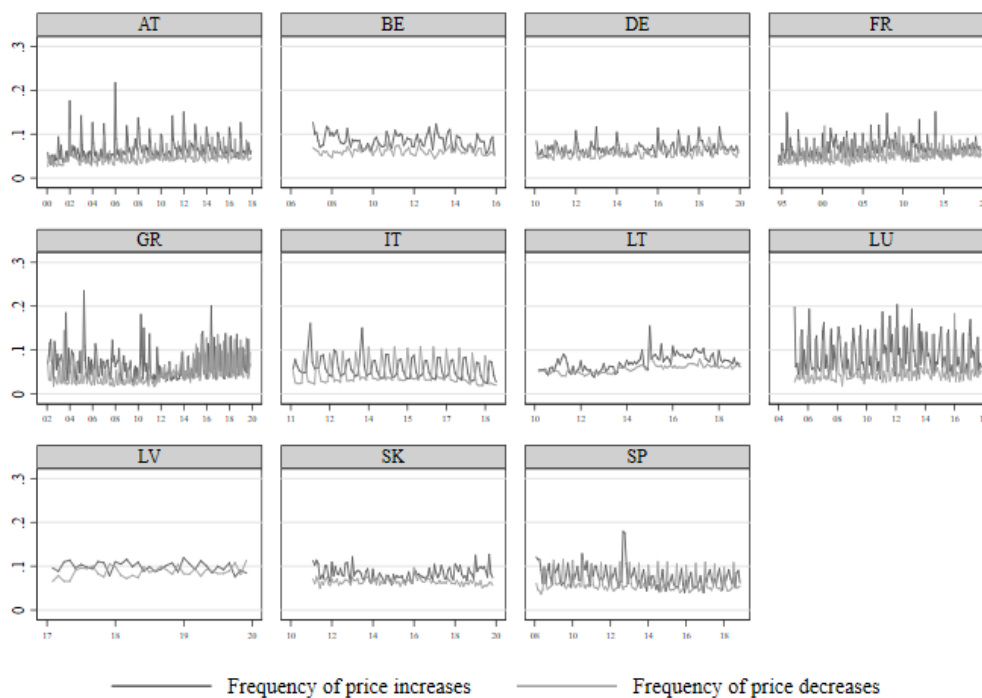 AT BE DE FR
.3
.2
.1
0
00 02 04 06 08 10 12 14 16 18 06 08 10 12 14 16 10 12 14 16 18 20 95 00 05 10 15 20
GR IT LT LU
.3
.2
.1
0
02 04 06 08 10 12 14 16 18 20 11 12 13 15 16 17 18 10 12 14 16 18 04 06 08 10 12 14 16 18
LV SK SP
.3
.2
.1
0
17 18 19 20 10 12 14 16 18 20 08 10 12 14 16 18
Frequency of price increases Frequency of price decreases